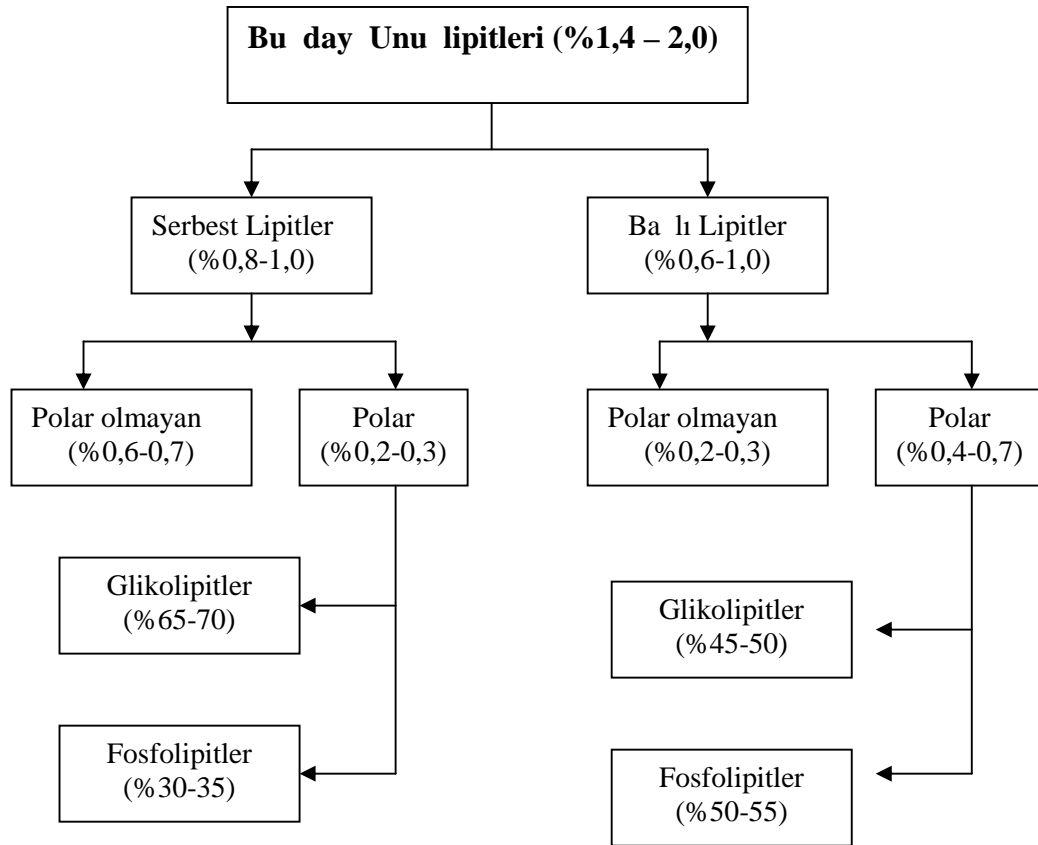 Bu day Unu lipitleri (%1,4 – 2,0)
Serbest Lipitler
(%0,8-1,0)
Ba lı Lipitler
(%0,6-1,0)
Polar olmayan
(%0,6-0,7)
Polar
(%0,2-0,3)
Polar olmayan
(%0,2-0,3)
Polar
(%0,4-0,7)
Glikolipitler
(%65-70)
Glikolipitler
(%45-50)
Fosfolipitler
(%30-35)
Fosfolipitler
(%50-55)